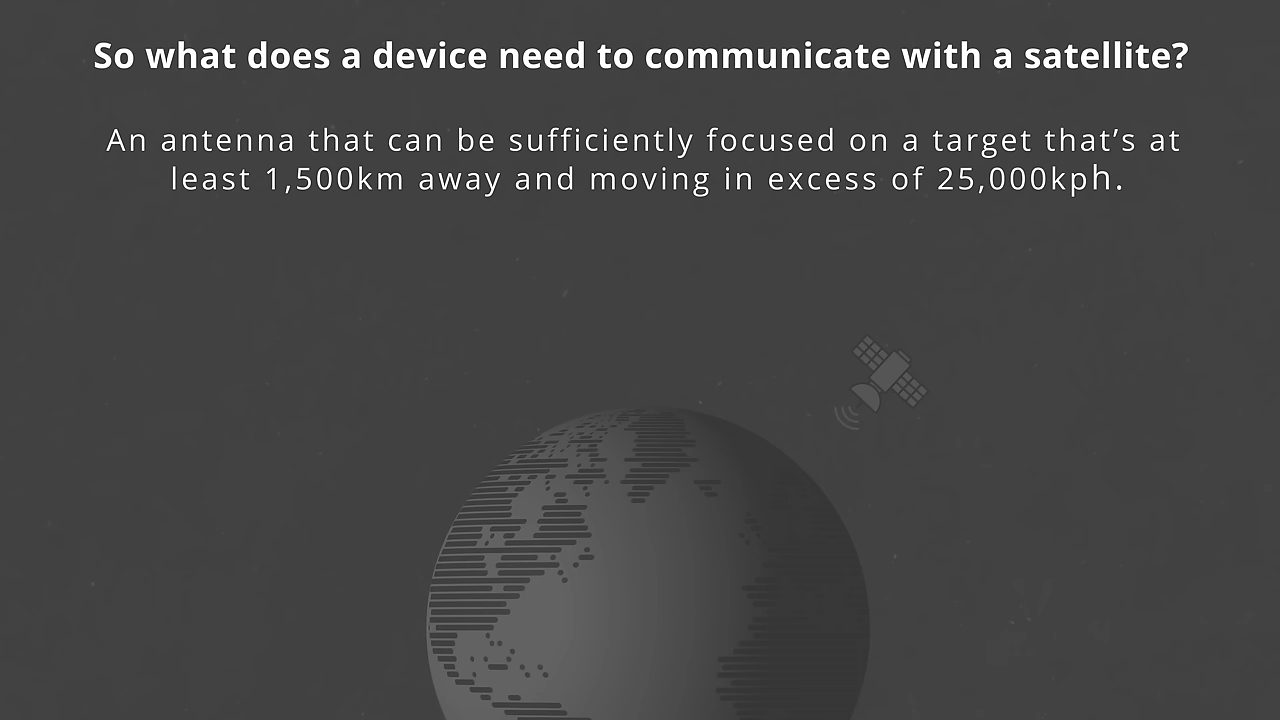 So what does a device need to communicate with a satellite?
An antenna that can be sufficiently focused on a target that’s at
least 1,500km away and moving in excess of 25,000kph.